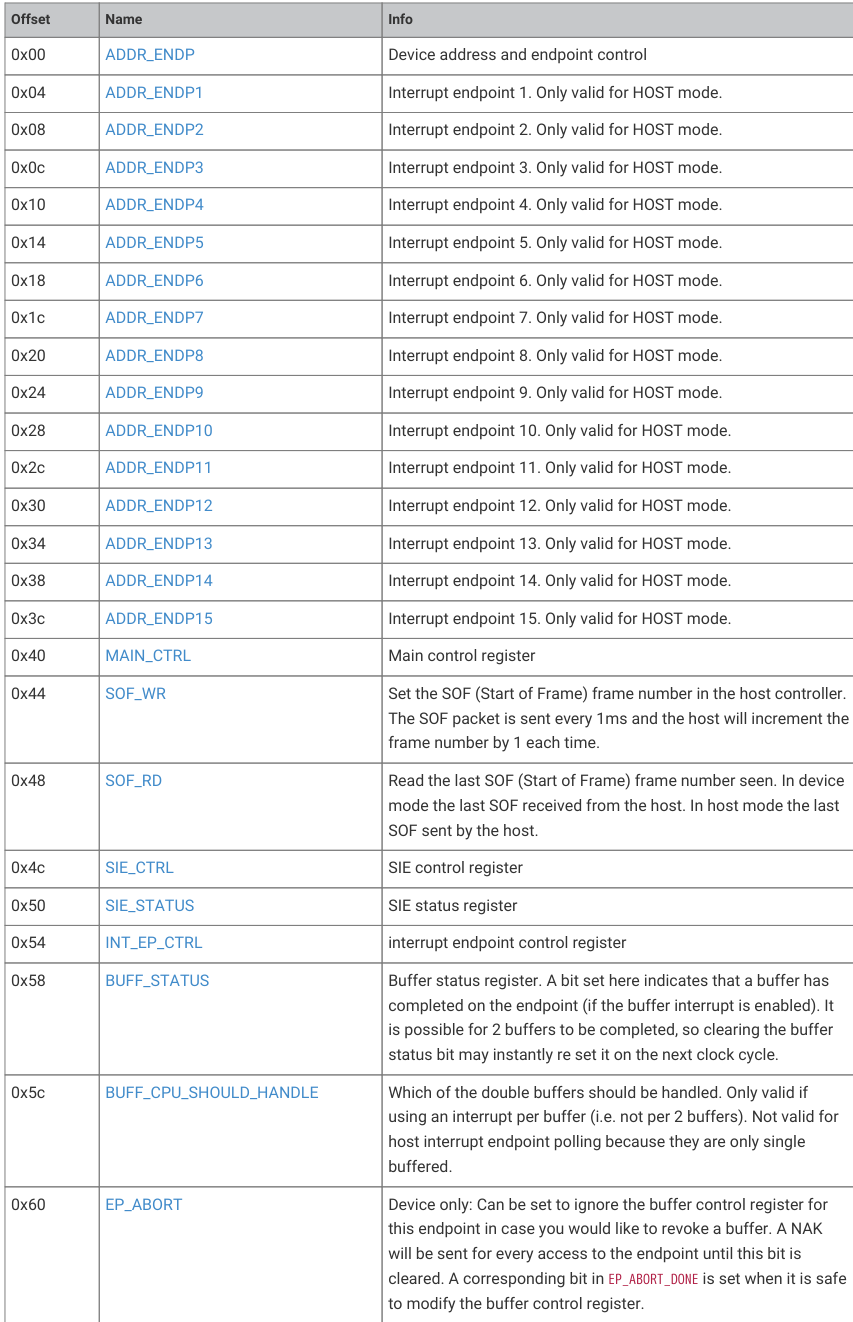 Offset Name Info
0x00 ADDR_ENDP Device address and endpoint control
0x04 ADDR_ENDP1 Interrupt endpoint 1. Only valid for HOST mode.
0x08 ADDR_ENDP2 Interrupt endpoint 2. Only valid for HOST mode.
0x0c ADDR_ENDP3 Interrupt endpoint 3. Only valid for HOST mode.
0x10 ADDR_ENDP4 Interrupt endpoint 4. Only valid for HOST mode.
0x14 ADDR_ENDP5 Interrupt endpoint 5. Only valid for HOST mode.
0x18 ADDR_ENDP6 Interrupt endpoint 6. Only valid for HOST mode.
0x1c ADDR_ENDP7 Interrupt endpoint 7. Only valid for HOST mode.
0x20 ADDR_ENDP8 Interrupt endpoint 8. Only valid for HOST mode.
0x24 ADDR_ENDP9 Interrupt endpoint 9. Only valid for HOST mode.
0x28 ADDR_ENDP10 Interrupt endpoint 10. Only valid for HOST mode.
0x2c ADDR_ENDP11 Interrupt endpoint 11. Only valid for HOST mode.
0x30 ADDR_ENDP12 Interrupt endpoint 12. Only valid for HOST mode.
0x34 ADDR_ENDP13 Interrupt endpoint 13. Only valid for HOST mode.
0x38 ADDR_ENDP14 Interrupt endpoint 14. Only valid for HOST mode.
0x3c ADDR_ENDP15 Interrupt endpoint 15. Only valid for HOST mode.
0x40 MAIN_CTRL Main control register
0x44 SOF_WR Set the SOF (Start of Frame) frame number in the host controller.
The SOF packet is sent every 1ms and the host will increment the
frame number by 1 each time.
0x48 SOF_RD Read the last SOF (Start of Frame) frame number seen. In device
mode the last SOF received from the host. In host mode the last
SOF sent by the host.
0x4c SIE_CTRL SIE control register
0x50 SIE_STATUS SIE status register
0x54 INT_EP_CTRL interrupt endpoint control register
0x58 BUFF_STATUS Buffer status register. A bit set here indicates that a buffer has
completed on the endpoint (if the buffer interrupt is enabled). It
is possible for 2 buffers to be completed, so clearing the buffer
status bit may instantly re set it on the next clock cycle.
0x5c BUFF_CPU_SHOULD_HANDLE Which of the double buffers should be handled. Only valid if
using an interrupt per buffer (i.e. not per 2 buffers). Not valid for
host interrupt endpoint polling because they are only single
buffered.
0x60 EP_ABORT Device only: Can be set to ignore the buffer control register for
this endpoint in case you would like to revoke a buffer. A NAK
will be sent for every access to the endpoint until this bit is
cleared. A corresponding bit in EP_ABORT_DONE is set when it is safe
to modify the buffer control register.